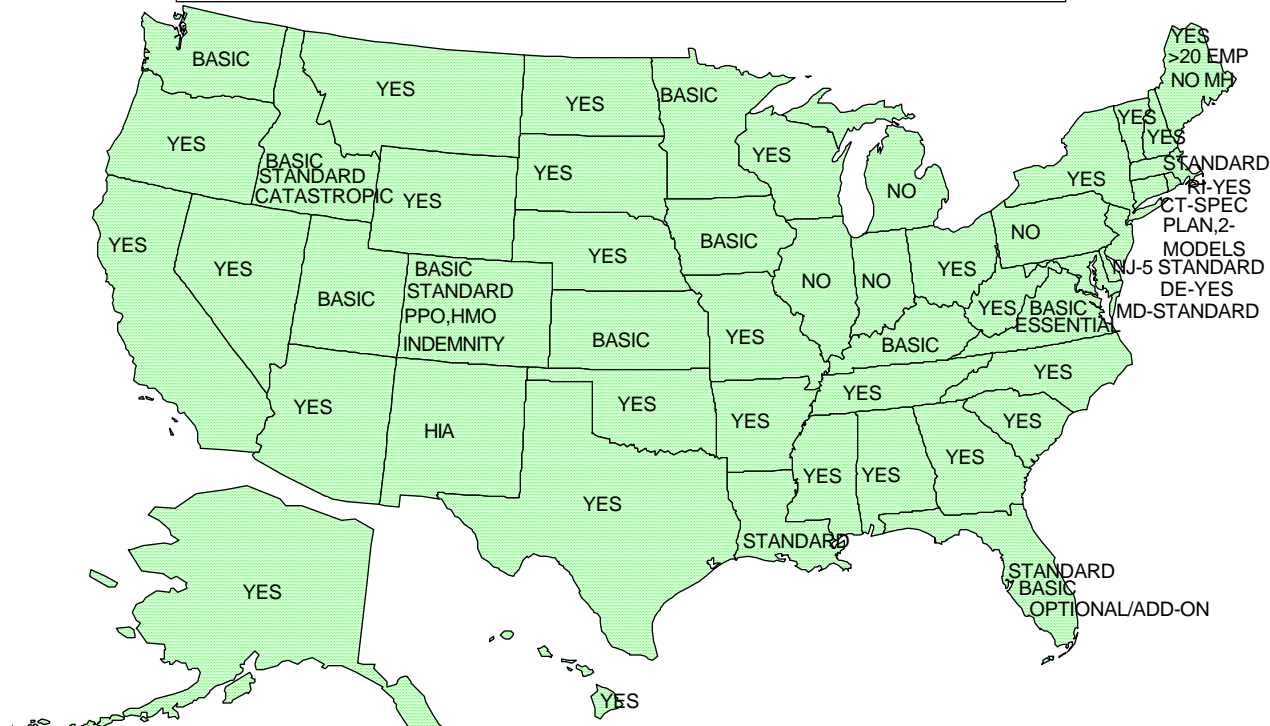 BASIC
YES
YES
BASIC
YES
>20 EMP
NO MH
YES
YES
YES
BASIC
STANDARD
CATASTROPIC
YES
YES
YES
NO
YES
STANDARD
RI-YES
CT-SPEC
PLAN,2-
MODELS
NJ-5 STANDARD
DE-YES
MD-STANDARD
YES
YES
BASIC
BASIC
STANDARD
PPO,HMO
INDEMNITY
YES
BASIC
NO
NO
NO
YES
YES
BASIC
ESSENTIAL
BASIC
YES
BASIC
YES
HIA
YES
YES
YES
YES
YES
YES
YES
YES
YES
STANDARD
STANDARD
BASIC
OPTIONAL/ADD-ON
YES
YES